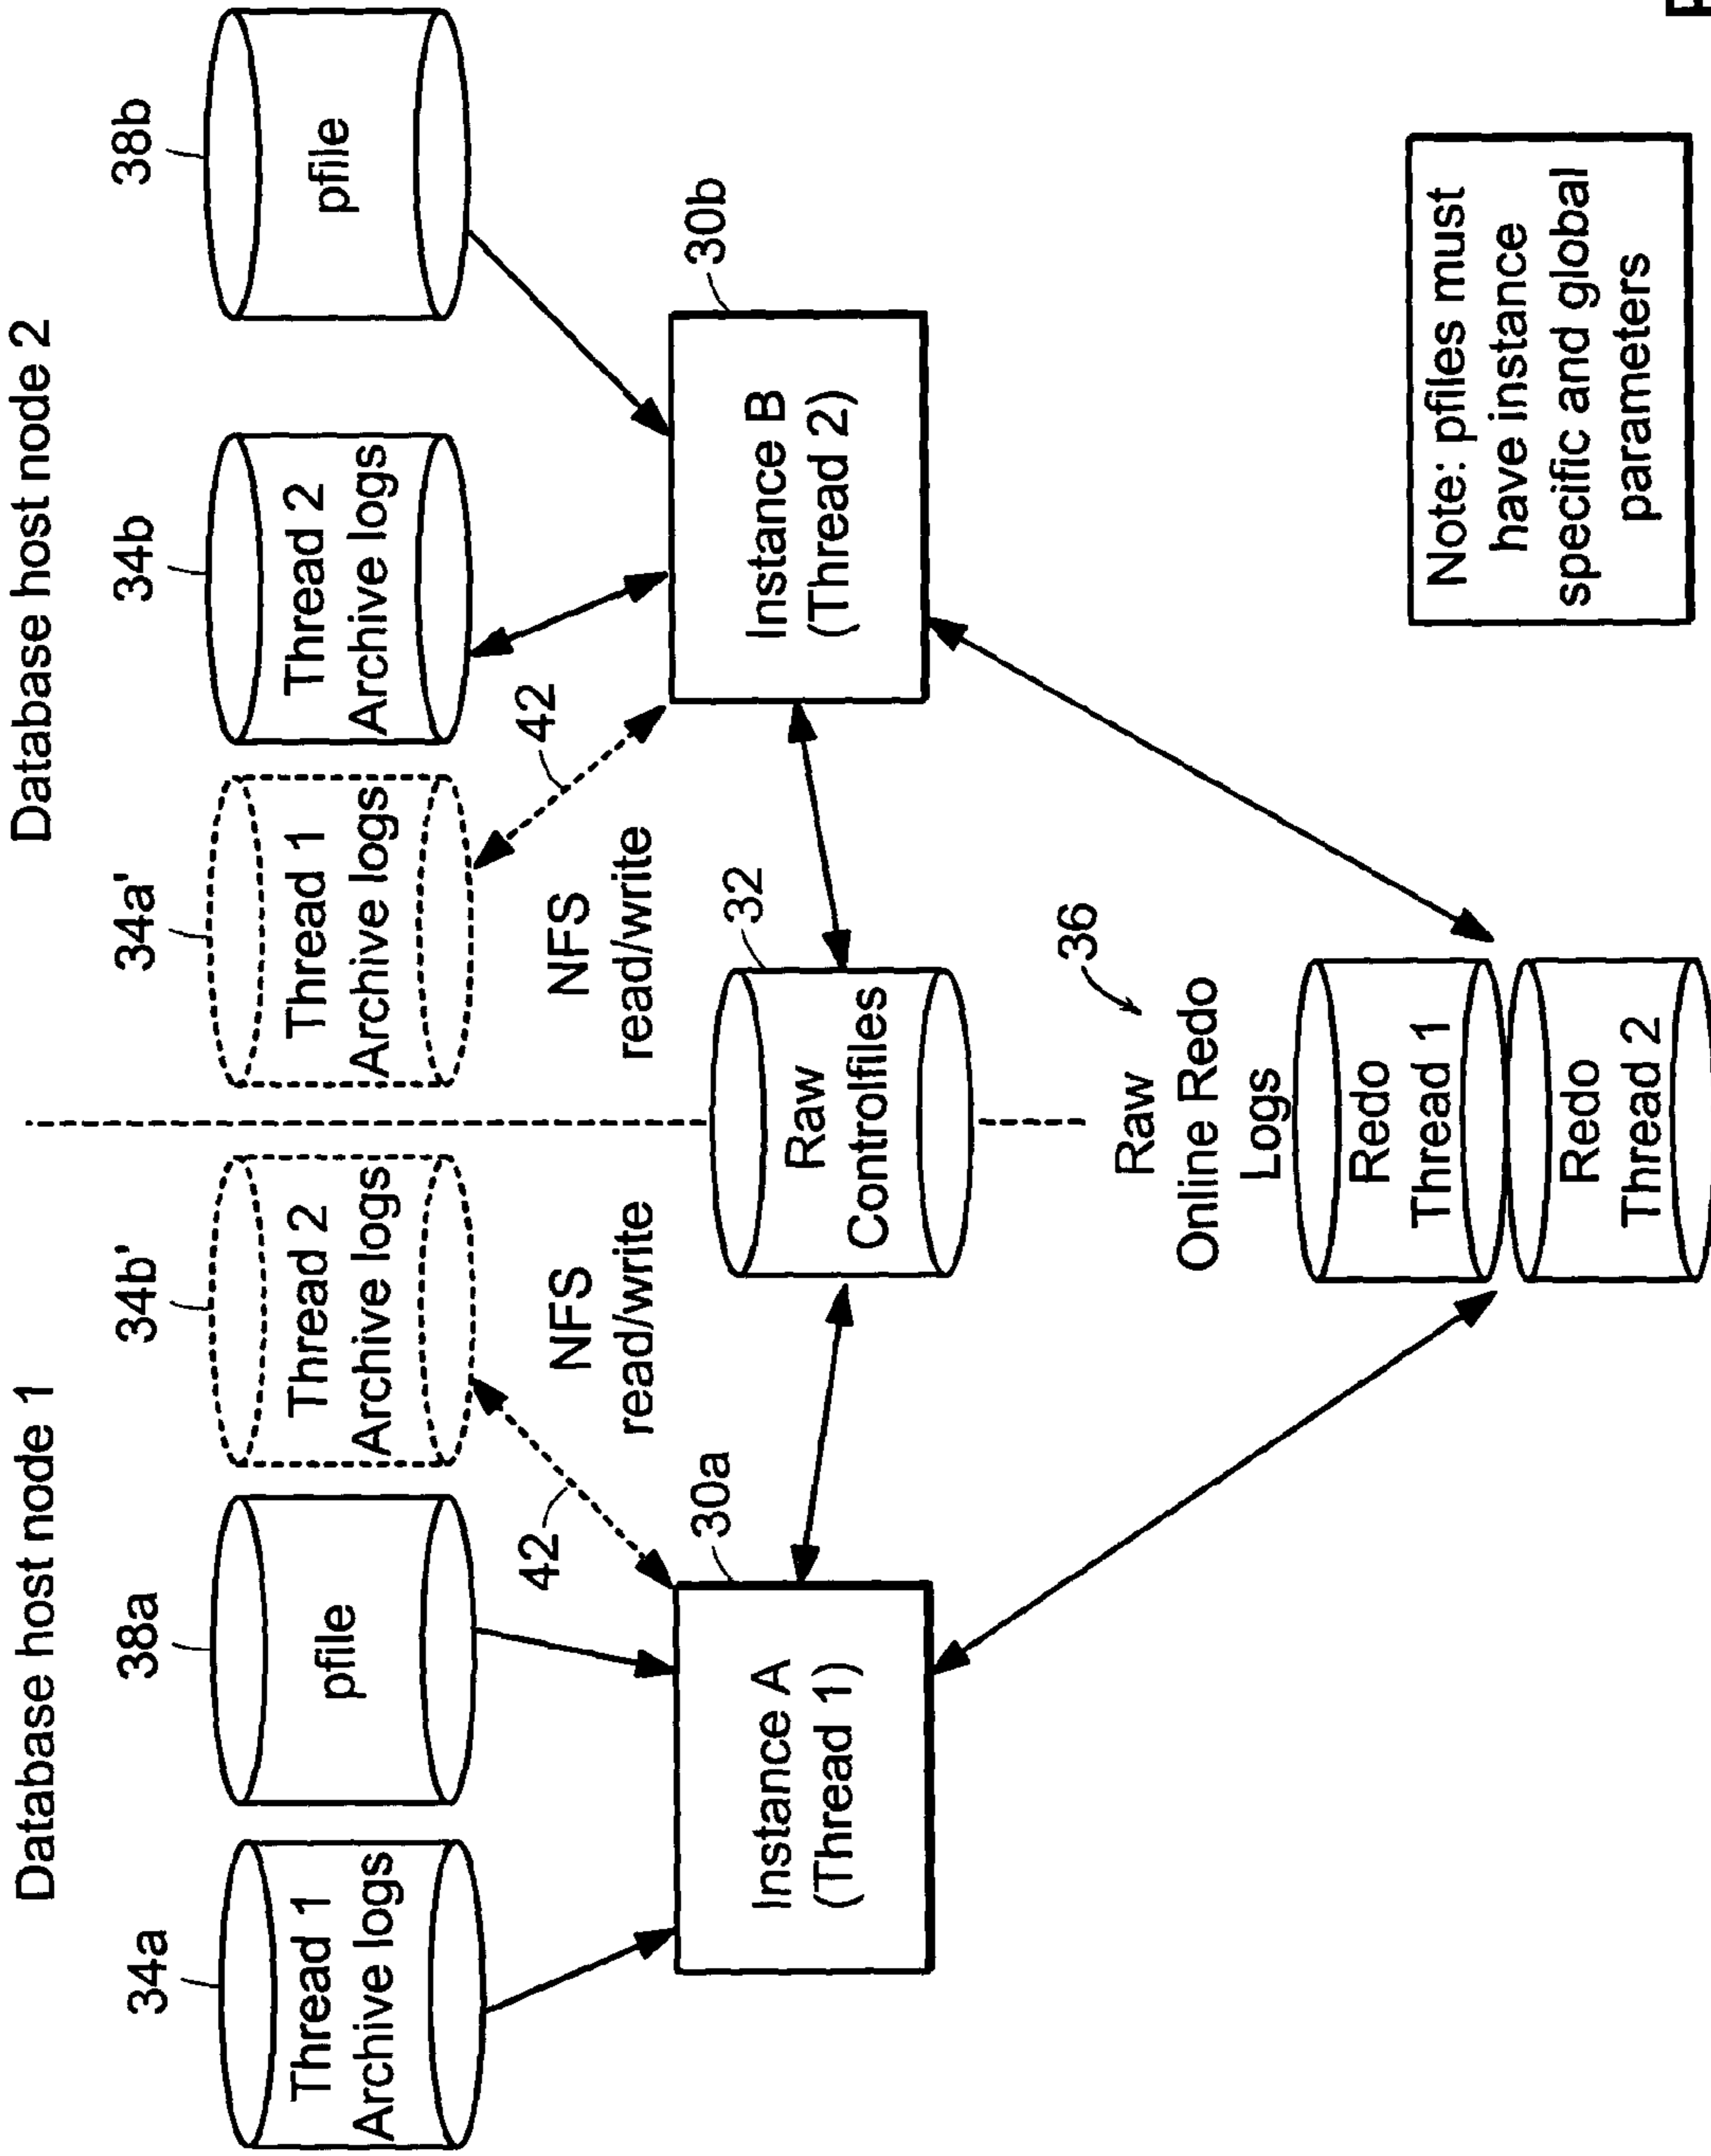 Database host node 1
Database host node 2
34a
38a
34b'
34a'
34b
38b
Thread 1
Archive logs
pfile
Thread 2
Archive logs
Thread 1
Archive logs
Thread 2
Archive logs
pfile
42
NFS
read/write
NFS
read/write
42
30a
32
30b
Instance A
(Thread 1)
Raw
Controlfiles
Instance B
(Thread 2)
36
Raw
Online Redo
Logs
Redo
Thread 1
Redo
Thread 2
Note: pfiles must
have instance
specific and global
parameters